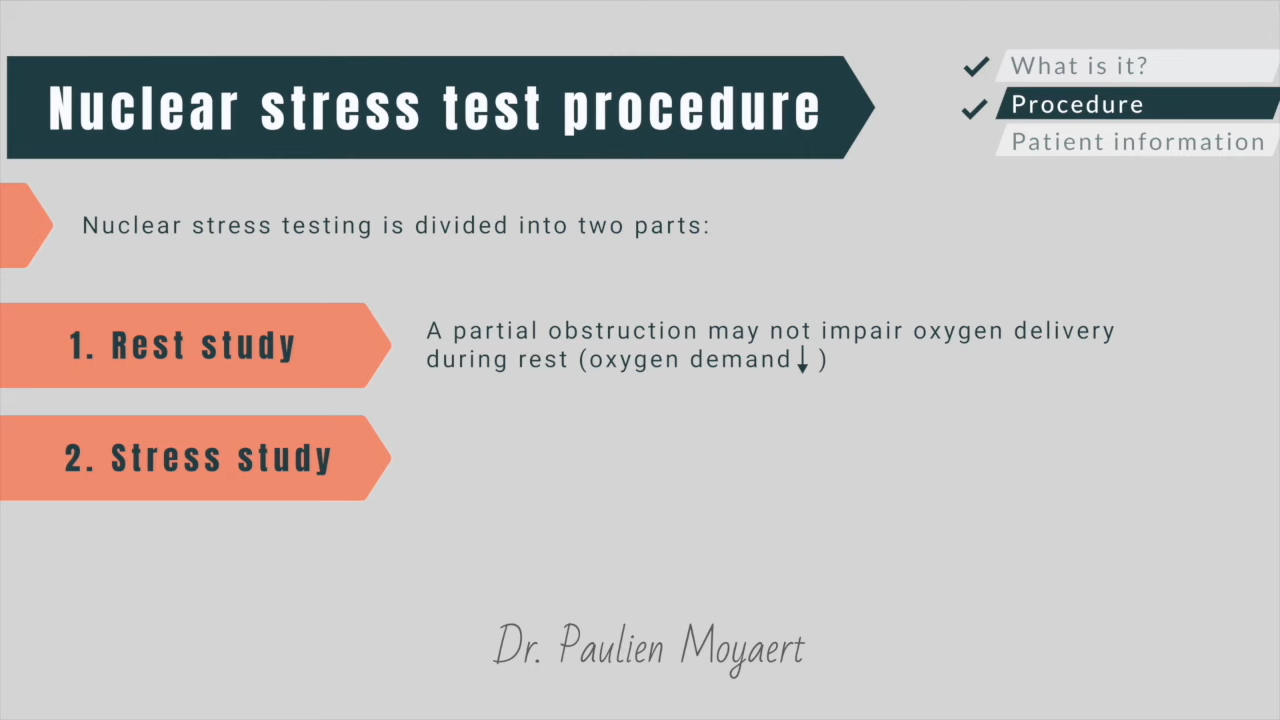 Nuclear stress test procedure
What is it?
Procedure
Patient information
Nuclear stress testing is divided into two parts:
1. Rest study
A partial obstruction may not impair oxygen delivery
during rest (oxygen demand↓ )
2. Stress study
Dr. Paulien Moyaert